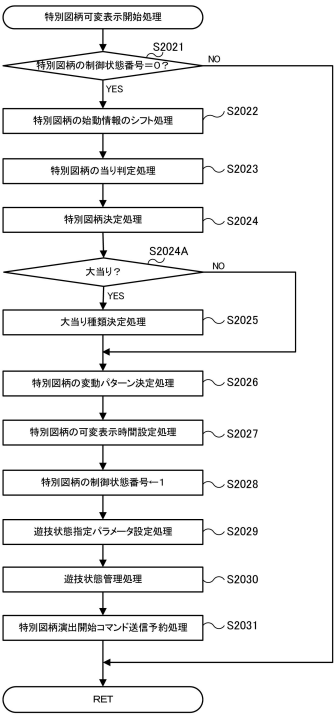 特別図柄可変表示開始処理
S2021
特別図柄の制御状態番号=0?
NO
YES
特別図柄の始動情報のシフト処理
S2022
特別図柄の当り判定処理
S2023
特別図柄決定処理
S2024
S2024A
大当り?
NO
YES
大当り種類決定処理
S2025
特別図柄の変動パターン決定処理
S2026
特別図柄の可変表示時間設定処理
S2027
特別図柄の制御状態番号←1
S2028
遊技状態指定パラメータ設定処理
S2029
遊技状態管理処理
S2030
特別図柄演出開始コマンド送信予約処理
S2031
RET